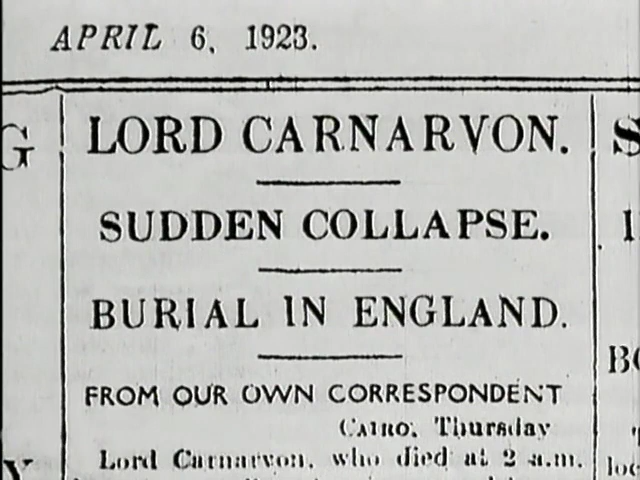 APRIL 6, 1923.
LORD CARNARVON.
SUDDEN COLLAPSE.
BURIAL IN ENGLAND.
FROM OUR OWN CORRESPONDENT
CAIRO, Thursday
Lord Carnarvon, who died at 2 a.m.